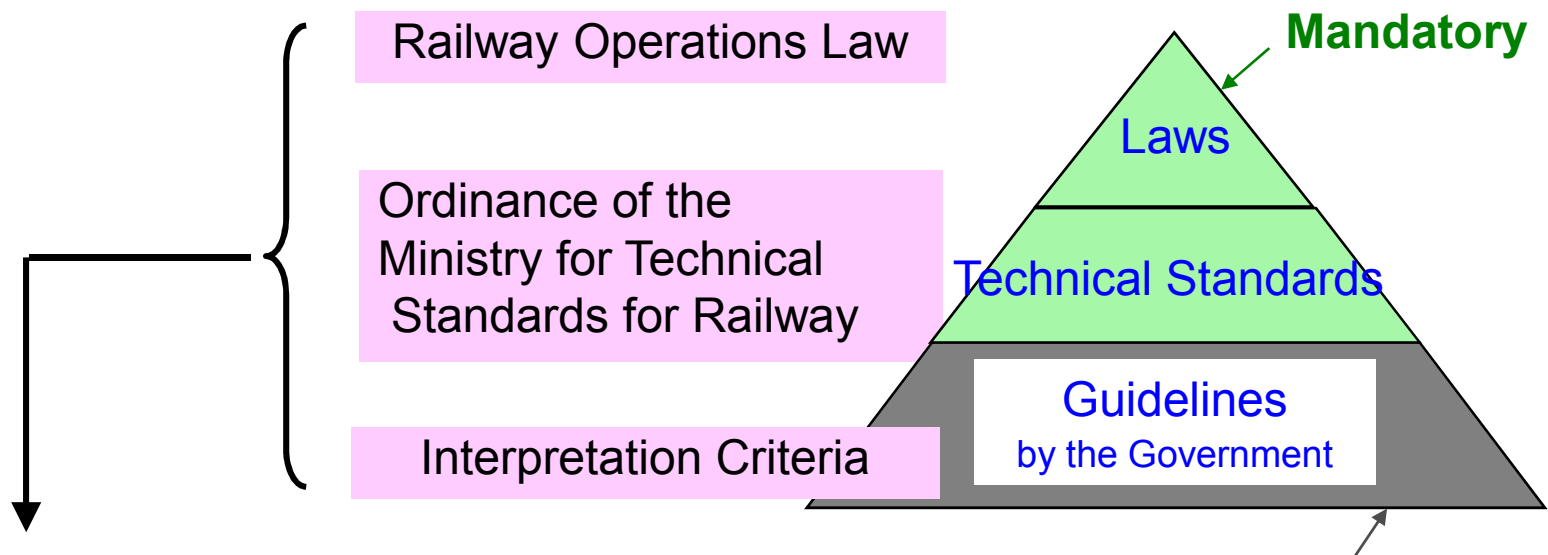 Railway Operations Law
Mandatory
Laws
Ordinance of the
Ministry for Technical
Standards for Railway
Technical Standards
Guidelines
by the Government
Interpretation Criteria